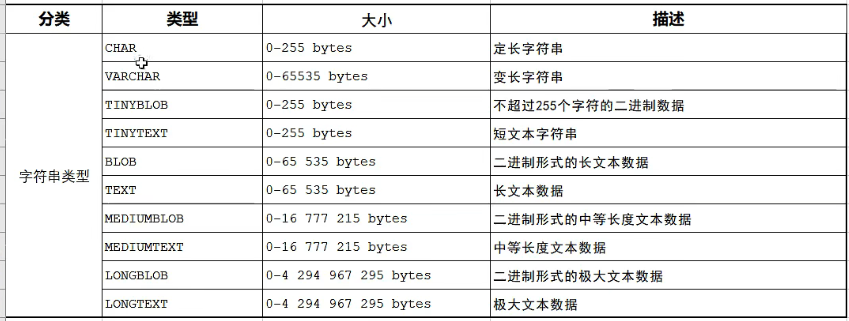 分类 类型 大小 描述
CHAR 0-255 bytes 定长字符串
VARCHAR 0-65535 bytes 变长字符串
TINYBLOB 0-255 bytes 不超过255个字符的二进制数据
TINYTEXT 0-255 bytes 短文本字符串
BLOB 0-65 535 bytes 二进制形式的长文本数据
字符串类型
TEXT 0-65 535 bytes 长文本数据
MEDIUMBLOB 0-16 777 215 bytes 二进制形式的中等长度文本数据
MEDIUMTEXT 0-16 777 215 bytes 中等长度文本数据
LONGBLOB 0-4 294 967 295 bytes 二进制形式的极大文本数据
LONGTEXT 0-4 294 967 295 bytes 极大文本数据